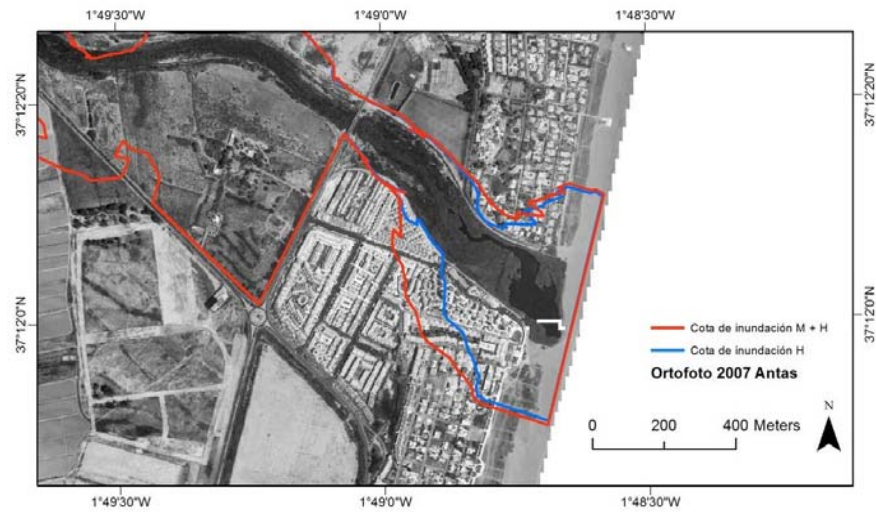 1°49'30"W 1°49'0"W 1°48'30"W
37°12'20"N 37°12'20"N
37°12'0"N 37°12'0"N
Cota de inundación M + H
Cota de inundación H
Ortofoto 2007 Antas
N
0 200 400 Meters
1°49'30"W 1°49'0"W 1°48'30"W